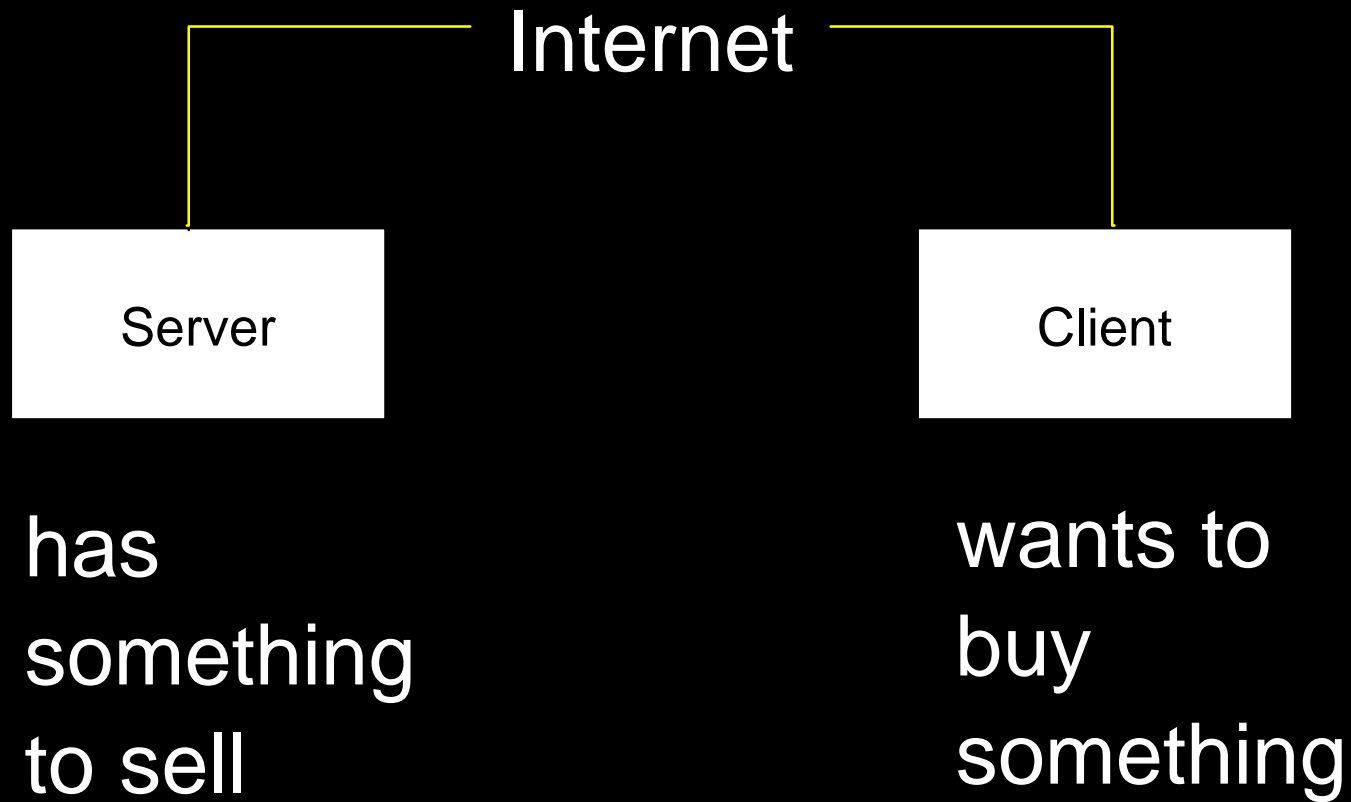 Internet
Server
Client
has
something
to sell
wants to
buy
something